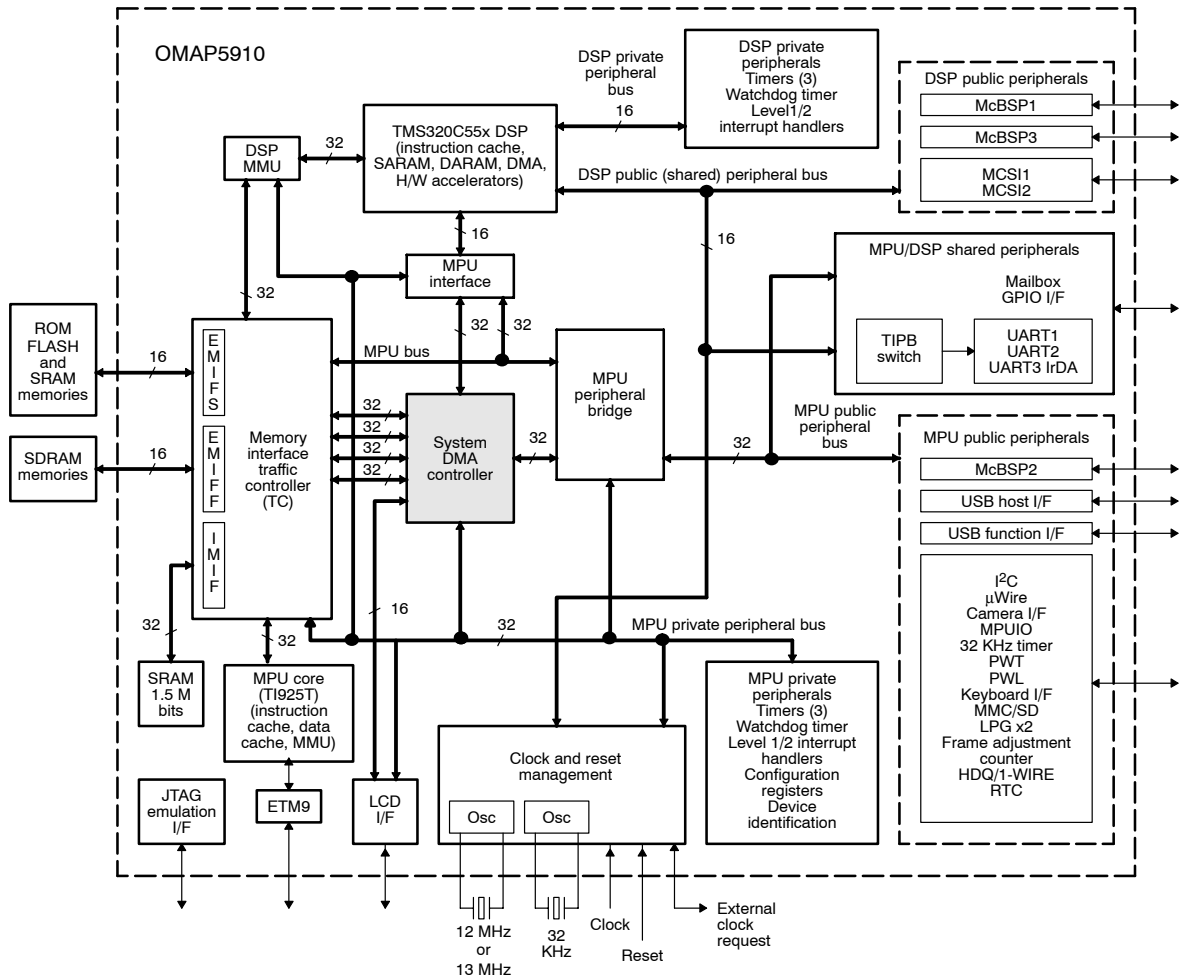 OMAP5910
DSP private
peripheral
bus
16
DSP private
peripherals
Timers (3)
Watchdog timer
Level1/2
interrupt handlers
DSP public peripherals
McBSP1
McBSP3
MCSI1
MCSI2
TMS320C55x DSP
(instruction cache,
SARAM, DARAM, DMA,
H/W accelerators)
DSP
MMU
32
DSP public (shared) peripheral bus
16
16
MPU
interface
32
32
32
MPU/DSP shared peripherals
Mailbox
GPIO I/F
TIPB
switch
UART1
UART2
UART3 IrDA
ROM
FLASH
and
SRAM
memories
16
SDRAM
memories
16
E
M
I
F
S
E
M
I
F
F
I
M
I
F
Memory
interface
traffic
controller
(TC)
MPU bus
32
32
32
32
System
DMA
controller
32
MPU
peripheral
bridge
32
MPU public
peripheral
bus
MPU public peripherals
McBSP2
USB host I/F
USB function I/F
I2C
µWire
Camera I/F
MPUIO
32 KHz timer
PWT
PWL
Keyboard I/F
MMC/SD
LPG x2
Frame adjustment
counter
HDQ/1-WIRE
RTC
16
32
MPU private peripheral bus
32
32
SRAM
1.5 M
bits
MPU core
(TI925T)
(instruction
cache, data
cache, MMU)
JTAG
emulation
I/F
ETM9
LCD
I/F
Clock and reset
management
Osc
Osc
MPU private
peripherals
Timers (3)
Watchdog timer
Level 1/2 interrupt
handlers
Configuration
registers
Device
identification
12 MHz
or
13 MHz
32
KHz
Clock
Reset
External
clock
request